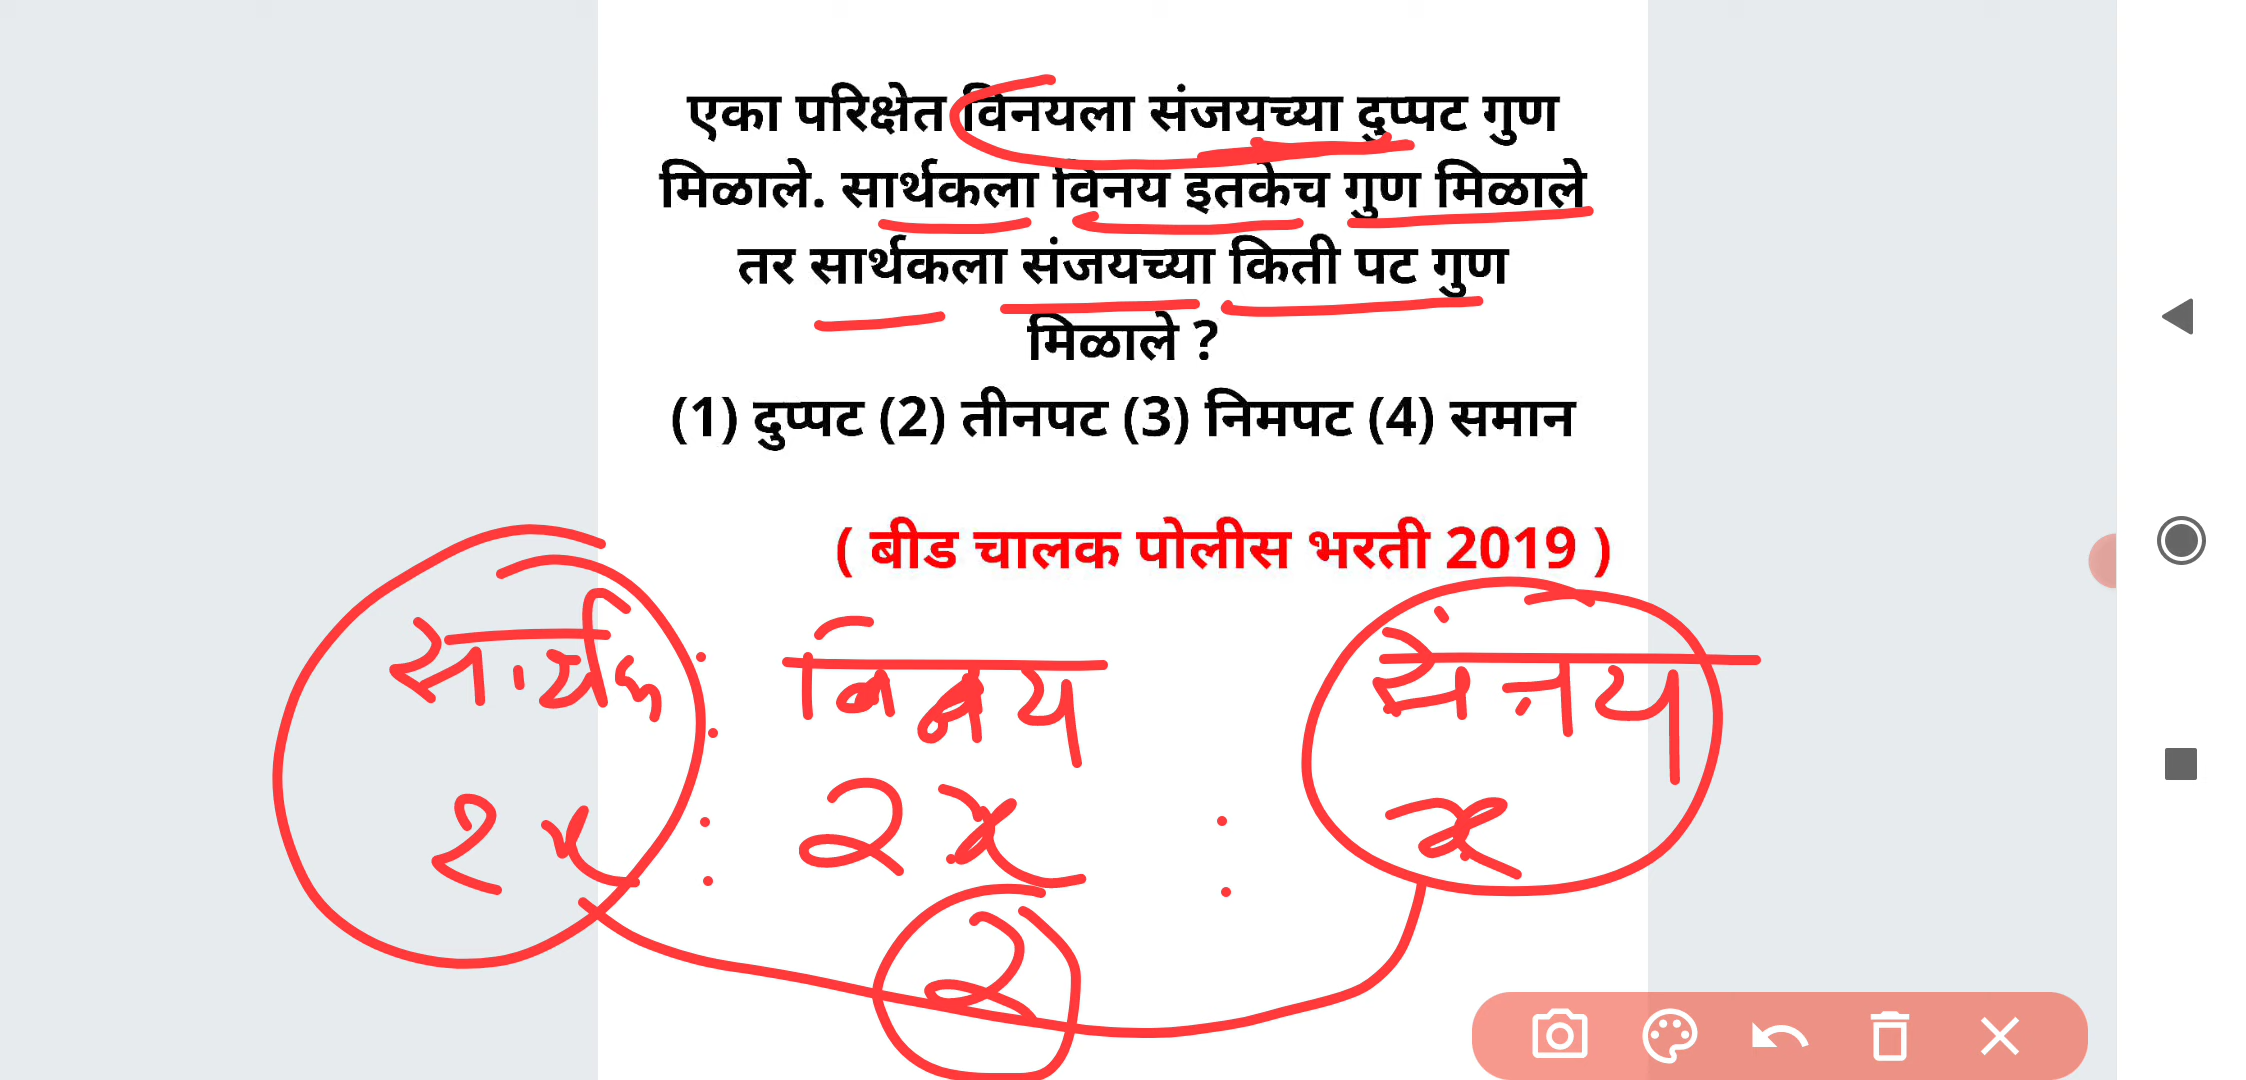 एका परिक्षेत विनयला संजयच्या दुप्पट गुण
मिळाले. सार्थकला विनय इतकेच गुण मिळाले
तर सार्थकला संजयच्या किती पट गुण
मिळाले ?
(1) दुप्पट (2) तीनपट (3) निमपट (4) समान
( बीड चालक पोलीस भरती 2019 )
सार्थक : विनय संजय
2x : 2x : x
2